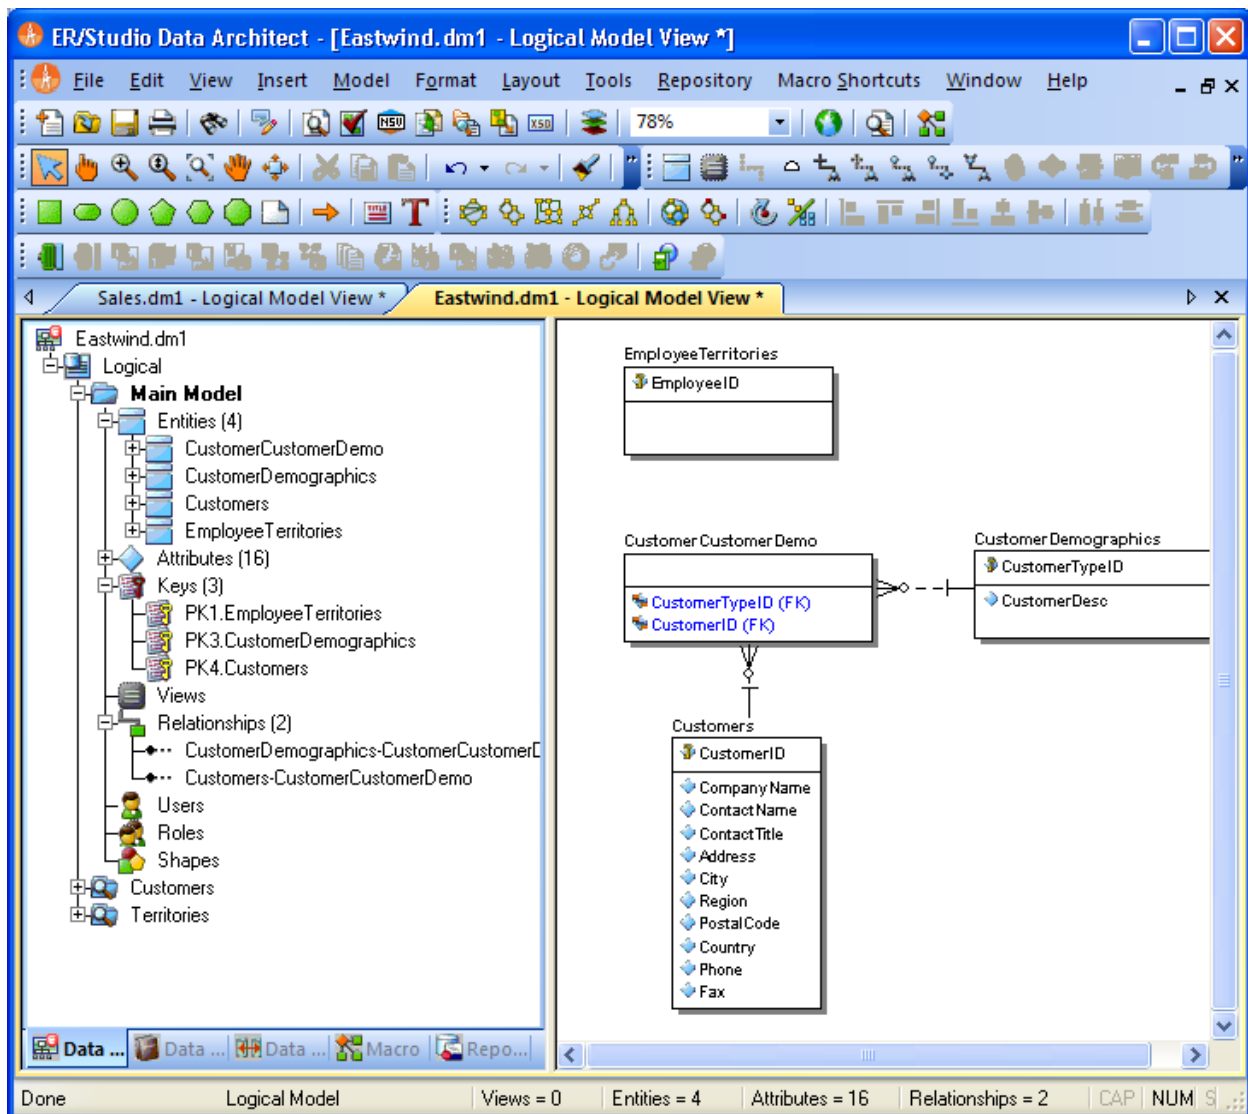 ER/Studio Data Architect - [Eastwind.dm1 - Logical Model View *]
File Edit View Insert Model Format Layout Tools Repository Macro Shortcuts Window Help
NSU XSD 78%
T
Sales.dm1 - Logical Model View * Eastwind.dm1 - Logical Model View *
Eastwind.dm1
Logical
Main Model
Entities (4)
CustomerCustomerDemo
CustomerDemographics
Customers
EmployeeTerritories
Attributes (16)
Keys (3)
PK1.EmployeeTerritories
PK3.CustomerDemographics
PK4.Customers
Views
Relationships (2)
CustomerDemographics-CustomerCustomerD
Customers-CustomerCustomerDemo
Users
Roles
Shapes
Customers
Territories
Data ... Data ... Data ... Macro Repo...
EmployeeTerritories
EmployeeID
CustomerCustomerDemo
CustomerTypeID (FK)
CustomerID (FK)
CustomerDemographics
CustomerTypeID
CustomerDesc
Customers
CustomerID
CompanyName
ContactName
ContactTitle
Address
City
Region
PostalCode
Country
Phone
Fax
Done Logical Model Views = 0 Entities = 4 Attributes = 16 Relationships = 2 CAP NUM S